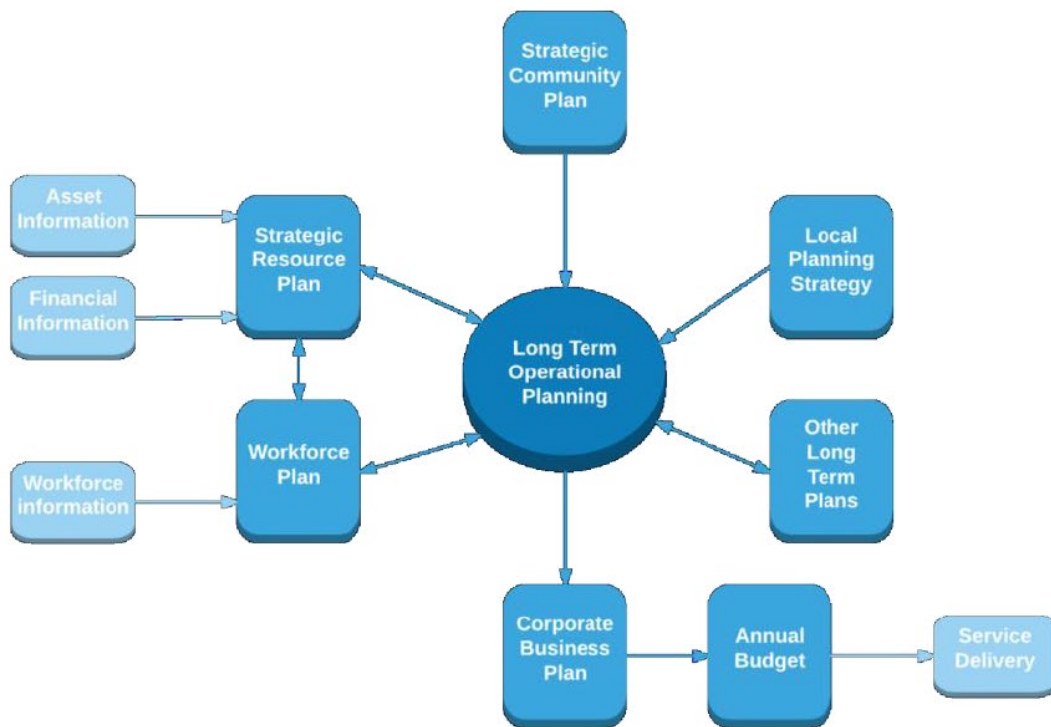 Strategic
Community
Plan
Asset
Information
Strategic
Resource
Plan
Local
Planning
Strategy
Financial
Information
Long Term
Operational
Planning
Workforce
Plan
Other
Long
Term
Plans
Workforce
information
Corporate
Business
Plan
Annual
Budget
Service
Delivery